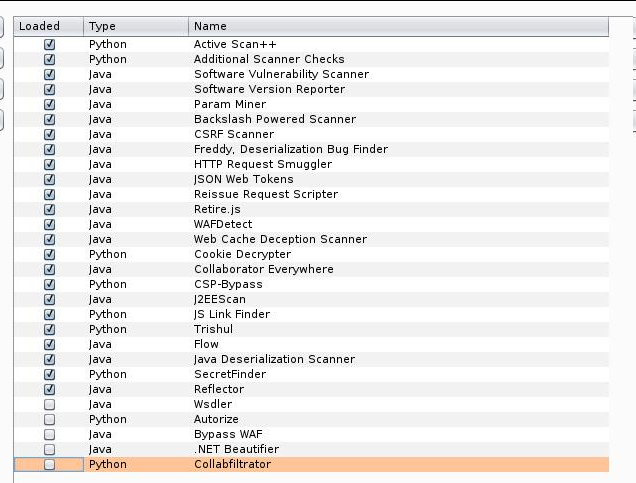 Loaded Type Name
Python Active Scan++
Python Additional Scanner Checks
Java Software Vulnerability Scanner
Java Software Version Reporter
Java Param Miner
Java Backslash Powered Scanner
Java CSRF Scanner
Java Freddy, Deserialization Bug Finder
Java HTTP Request Smuggler
Java JSON Web Tokens
Java Reissue Request Scripter
Java Retire.js
Java WAFDetect
Java Web Cache Deception Scanner
Python Cookie Decrypter
Java Collaborator Everywhere
Python CSP-Bypass
Java J2EEScan
Python JS Link Finder
Python Trishul
Java Flow
Java Java Deserialization Scanner
Python SecretFinder
Java Reflector
Java Wsdler
Python Autorize
Java Bypass WAF
Java .NET Beautifier
Python Collabfiltrator